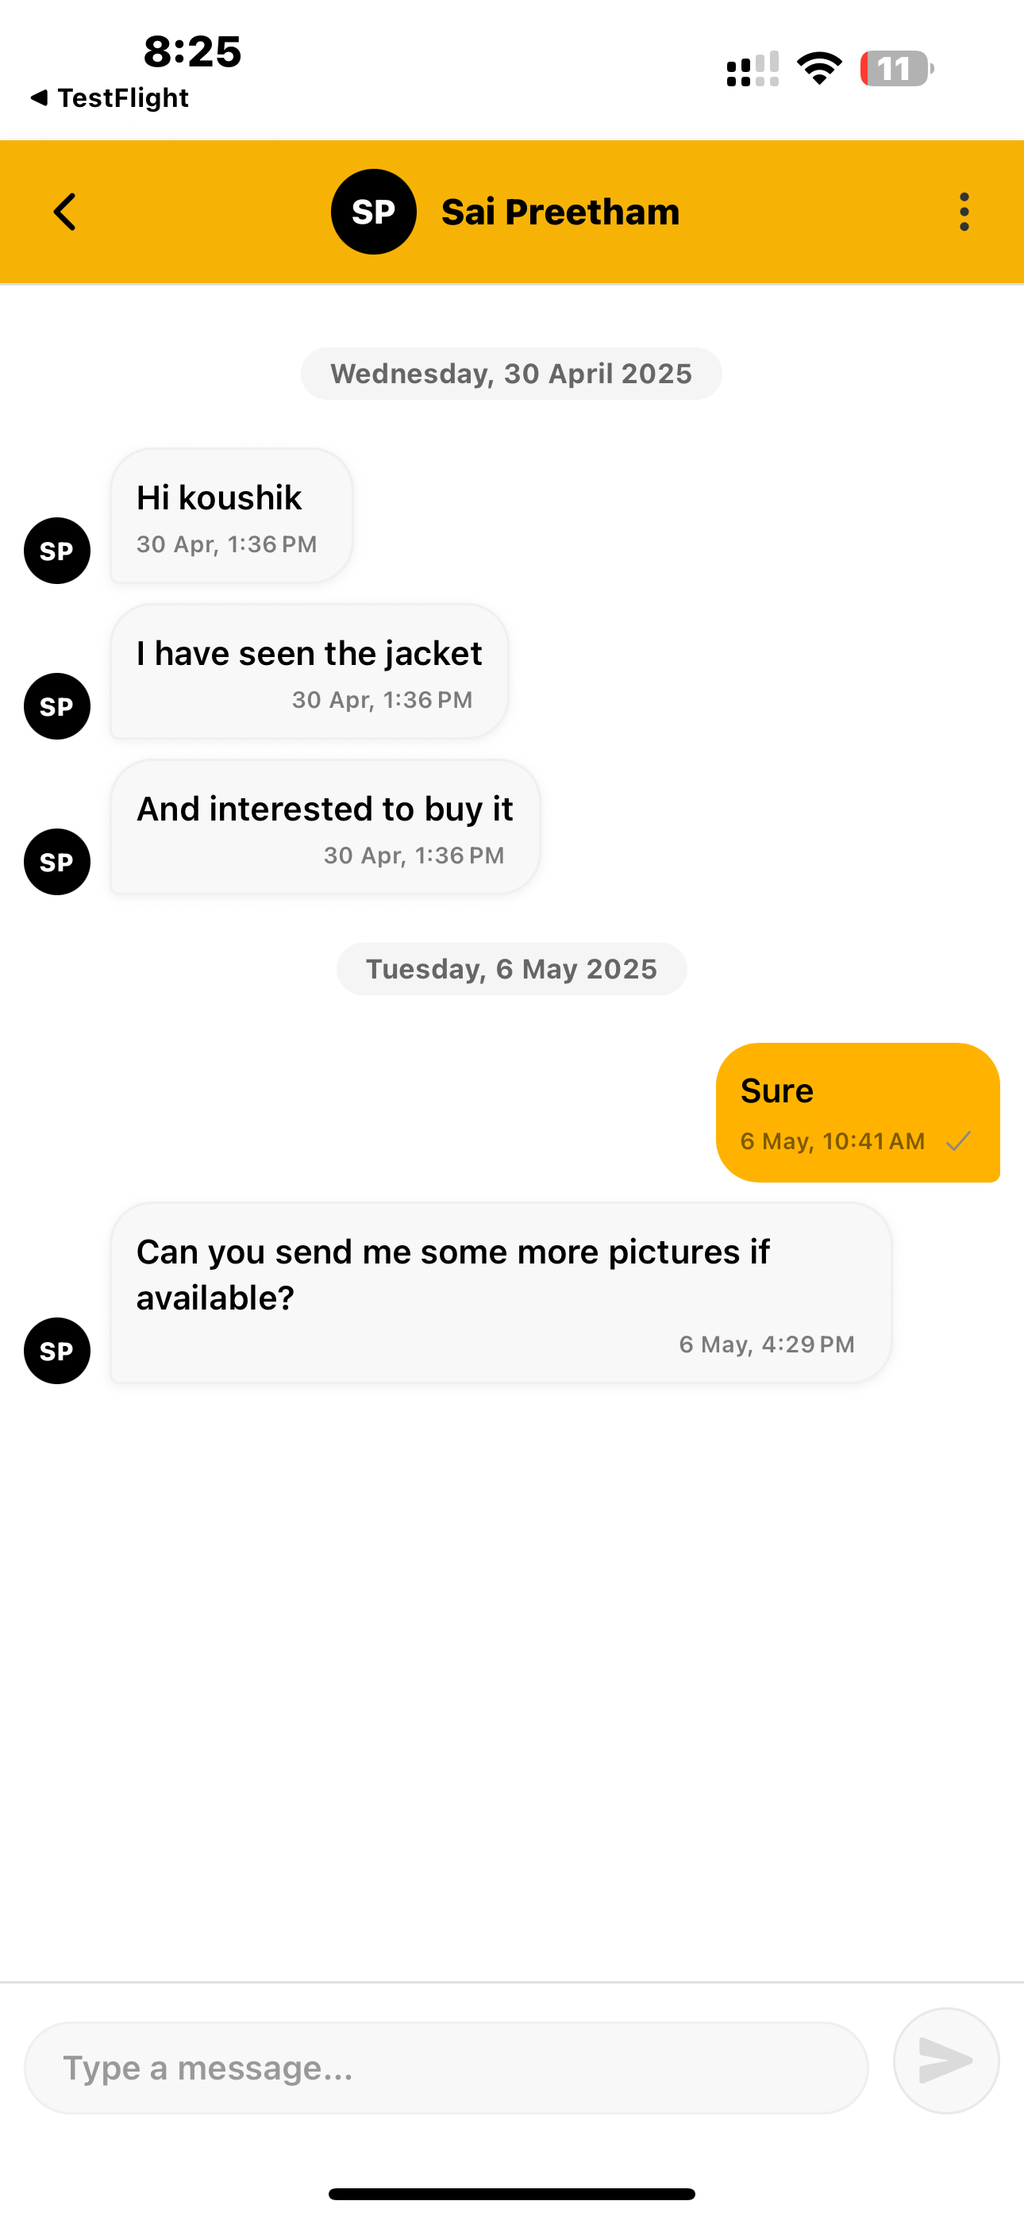 8:25
11
◀ TestFlight
SP Sai Preetham
Wednesday, 30 April 2025
Hi koushik
30 Apr, 1:36 PM
SP
I have seen the jacket
30 Apr, 1:36 PM
SP
And interested to buy it
30 Apr, 1:36 PM
SP
Tuesday, 6 May 2025
Sure
6 May, 10:41 AM
Can you send me some more pictures if
available?
6 May, 4:29 PM
SP
Type a message...